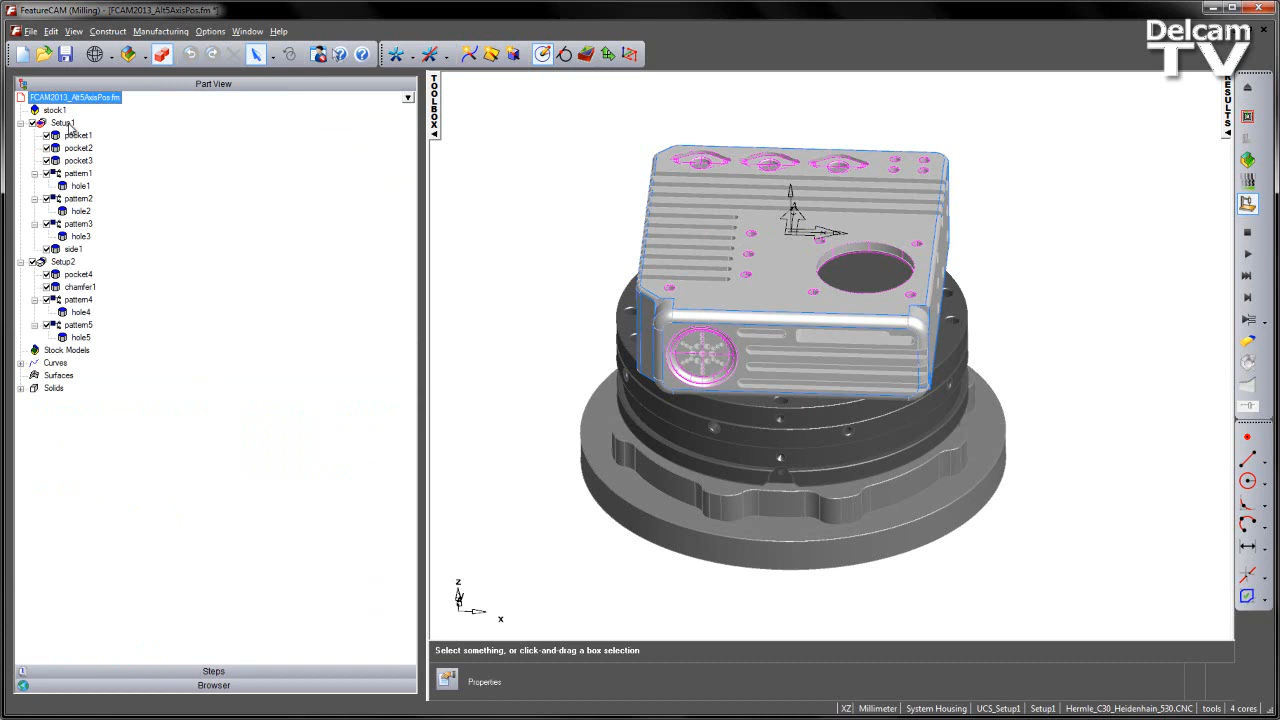 FeatureCAM (Milling) - [FCAM2013_Alt5AxisPos.fm *]
File Edit View Construct Manufacturing Options Window Help
Delcam
TV
Part View
FCAM2013_Alt5AxisPos.fm
stock1
Setup1
pocket1
pocket2
pocket3
pattern1
hole1
pattern2
hole2
pattern3
hole3
side1
Setup2
pocket4
chamfer1
pattern4
hole4
pattern5
hole5
Stock Models
Curves
Surfaces
Solids
Steps
Browser
TOOLBOX
RESULTS
z
x
Select something, or click-and-drag a box selection
Properties
XZ Millimeter System Housing UCS_Setup1 Setup1 Hermle_C30_Heidenhain_530.CNC tools 4 cores